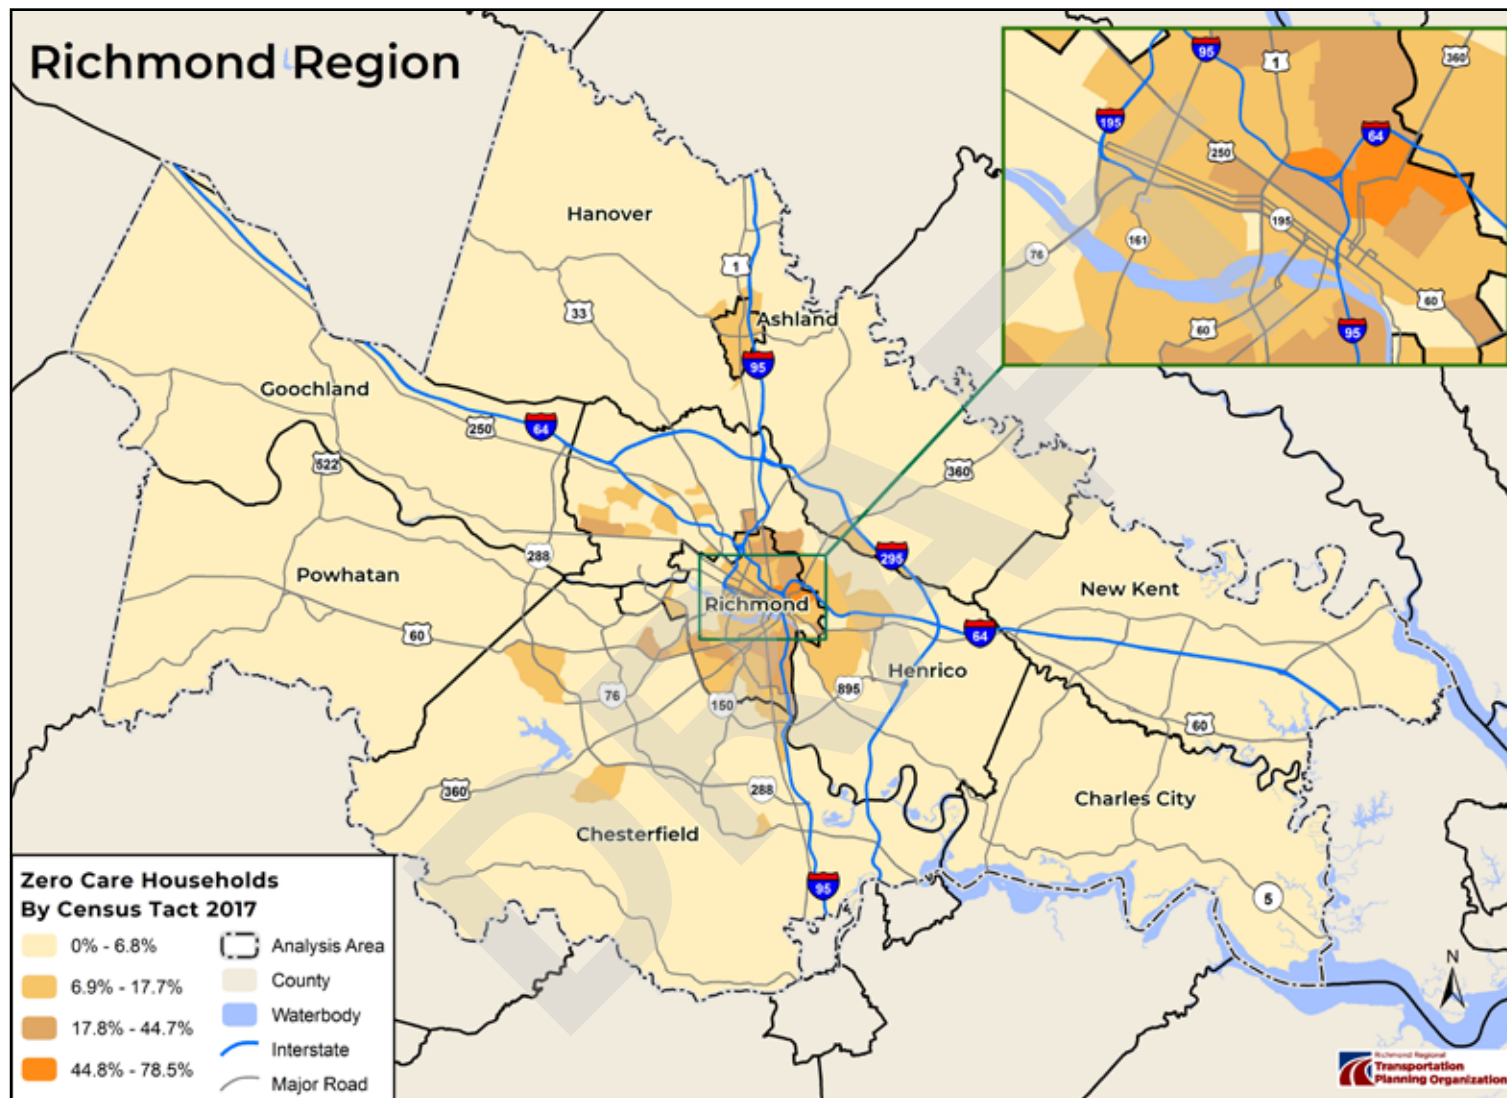 Richmond Region
95
1
360
195
64
250
195
161
76
60
60
95
Hanover
1
33
Ashland
95
Goochland
250
64
522
360
288
295
Powhatan
Richmond
New Kent
60
64
Henrico
76
895
150
60
360
288
Charles City
Chesterfield
95
5
DRAFT
Zero Care Households
By Census Tact 2017
0% - 6.8%
6.9% - 17.7%
17.8% - 44.7%
44.8% - 78.5%
Analysis Area
County
Waterbody
Interstate
Major Road
N
Richmond Regional
Transportation
Planning Organization